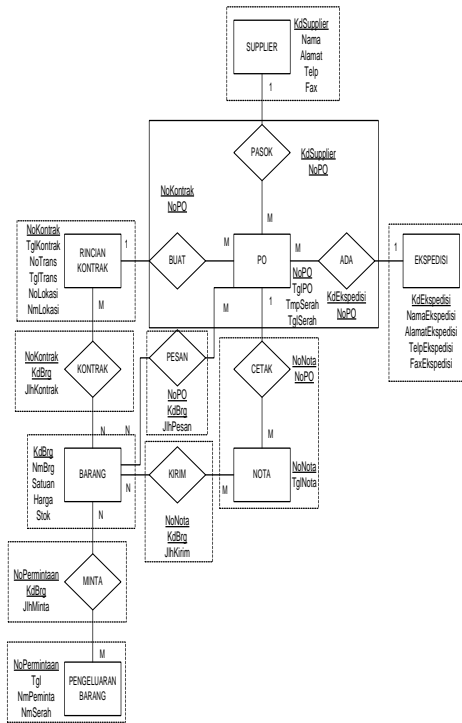 KdSupplier
Nama
Alamat
Telp
Fax
SUPPLIER
1
PASOK
KdSupplier
NoPO
M
NoKontrak
NoPO
NoKontrak
TglKontrak
NoTrans
TglTrans
NoLokasi
NmLokasi
RINCIAN
KONTRAK
1
BUAT
M
PO
M
ADA
1
EKSPEDISI
NoPO
TglPO
TmpSerah
TglSerah
KdEkspedisi
NoPO
KdEkspedisi
NamaEkspedisi
AlamatEkspedisi
TelpEkspedisi
FaxEkspedisi
M
M
1
NoKontrak
KdBrg
JlhKontrak
KONTRAK
PESAN
NoPO
KdBrg
JlhPesan
CETAK
NoNota
NoPO
N
N
M
KdBrg
NmBrg
Satuan
Harga
Stok
BARANG
N
KIRIM
M
NOTA
NoNota
TglNota
NoNota
KdBrg
JlhKirim
N
NoPermintaan
KdBrg
JlhMinta
MINTA
M
NoPermintaan
Tgl
NmPeminta
NmSerah
PENGELUARAN
BARANG